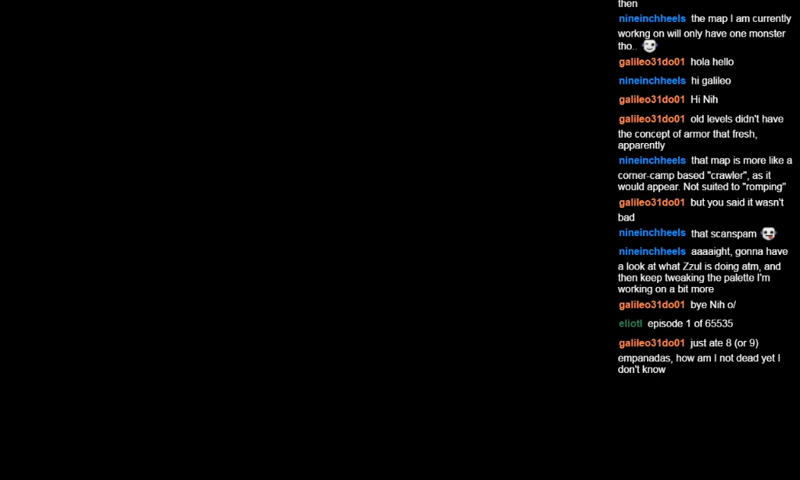 then
nineinchheels the map I am currently
workng on will only have one monster
tho..
galileo31do01 hola hello
nineinchheels hi galileo
galileo31do01 Hi Nih
galileo31do01 old levels didn't have
the concept of armor that fresh,
apparently
nineinchheels that map is more like a
corner-camp based "crawler", as it
would appear. Not suited to "romping"
galileo31do01 but you said it wasn't
bad
nineinchheels that scanspam
nineinchheels aaaaight, gonna have
a look at what Zzul is doing atm, and
then keep tweaking the palette I'm
working on a bit more
galileo31do01 bye Nih o/
eliotl episode 1 of 65535
galileo31do01 just ate 8 (or 9)
empanadas, how am I not dead yet I
don't know